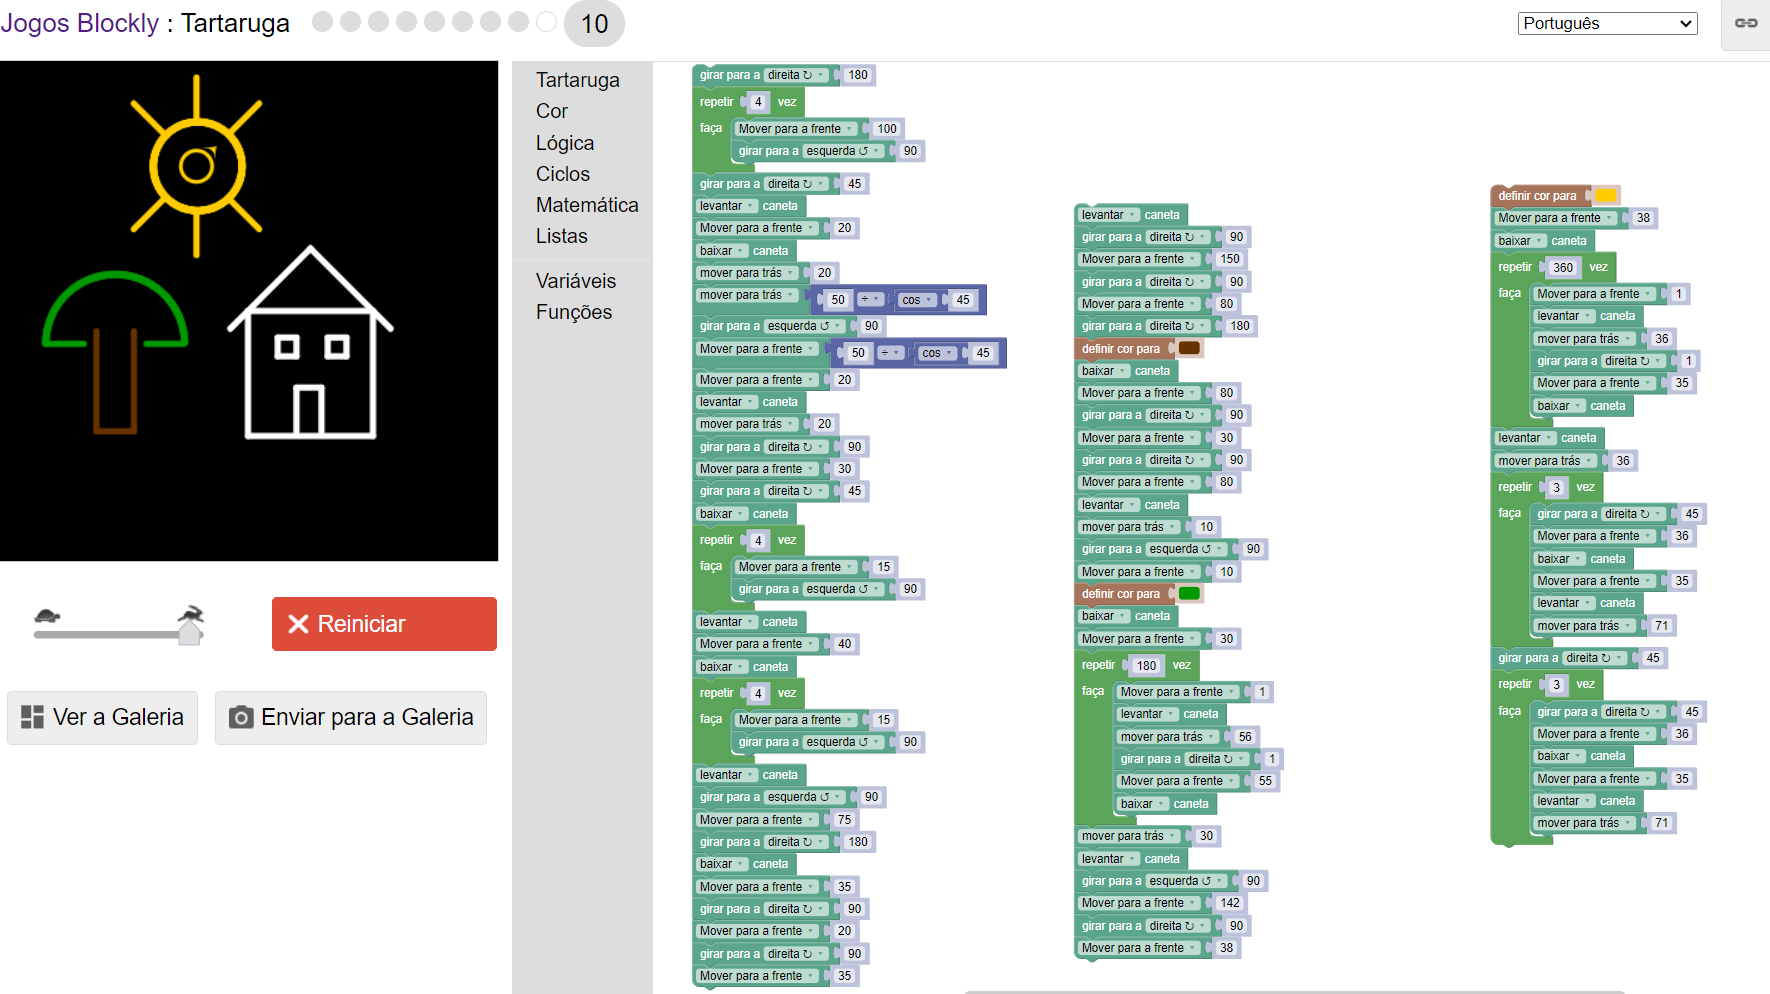 Jogos Blockly : Tartaruga
10
Português
Tartaruga
Cor
Lógica
Ciclos
Matemática
Listas
Variáveis
Funções
Reiniciar
Ver a Galeria
Enviar para a Galeria
girar para a direita ↻ 180
repetir 4 vez
faça Mover para a frente 100
girar para a esquerda ↺ 90
girar para a direita ↻ 45
levantar caneta
Mover para a frente 20
baixar caneta
mover para trás 20
mover para trás 50 ÷ cos 45
girar para a esquerda ↺ 90
Mover para a frente 50 ÷ cos 45
Mover para a frente 20
levantar caneta
mover para trás 20
girar para a direita ↻ 90
Mover para a frente 30
girar para a direita ↻ 45
baixar caneta
repetir 4 vez
faça Mover para a frente 15
girar para a esquerda ↺ 90
levantar caneta
Mover para a frente 40
baixar caneta
repetir 4 vez
faça Mover para a frente 15
girar para a esquerda ↺ 90
levantar caneta
girar para a esquerda ↺ 90
Mover para a frente 75
girar para a direita ↻ 180
baixar caneta
Mover para a frente 35
girar para a direita ↻ 90
Mover para a frente 20
girar para a direita ↻ 90
Mover para a frente 35
levantar caneta
girar para a direita ↻ 90
Mover para a frente 150
girar para a direita ↻ 90
Mover para a frente 80
girar para a direita ↻ 180
definir cor para
baixar caneta
Mover para a frente 80
girar para a direita ↻ 90
Mover para a frente 30
girar para a direita ↻ 90
Mover para a frente 80
levantar caneta
mover para trás 10
girar para a esquerda ↺ 90
Mover para a frente 10
definir cor para
baixar caneta
Mover para a frente 30
repetir 180 vez
faça Mover para a frente 1
levantar caneta
mover para trás 56
girar para a direita ↻ 1
Mover para a frente 55
baixar caneta
mover para trás 30
levantar caneta
girar para a esquerda ↺ 90
Mover para a frente 142
girar para a direita ↻ 90
Mover para a frente 38
definir cor para
Mover para a frente 38
baixar caneta
repetir 360 vez
faça Mover para a frente 1
levantar caneta
mover para trás 36
girar para a direita ↻ 1
Mover para a frente 35
baixar caneta
levantar caneta
mover para trás 36
repetir 3 vez
faça girar para a direita ↻ 45
Mover para a frente 36
baixar caneta
Mover para a frente 35
levantar caneta
mover para trás 71
girar para a direita ↻ 45
repetir 3 vez
faça girar para a direita ↻ 45
Mover para a frente 36
baixar caneta
Mover para a frente 35
levantar caneta
mover para trás 71